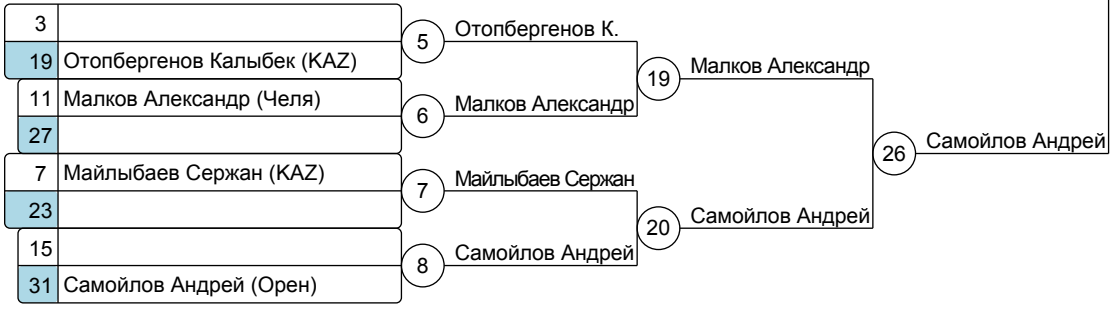 3
19 Отопбергенов Калыбек (KAZ)
11 Малков Александр (Челя)
27
7 Майлыбаев Сержан (KAZ)
23
15
31 Самойлов Андрей (Орен)
5 Отопбергенов К.
6 Малков Александр
7 Майлыбаев Сержан
8 Самойлов Андрей
19 Малков Александр
20 Самойлов Андрей
26 Самойлов Андрей